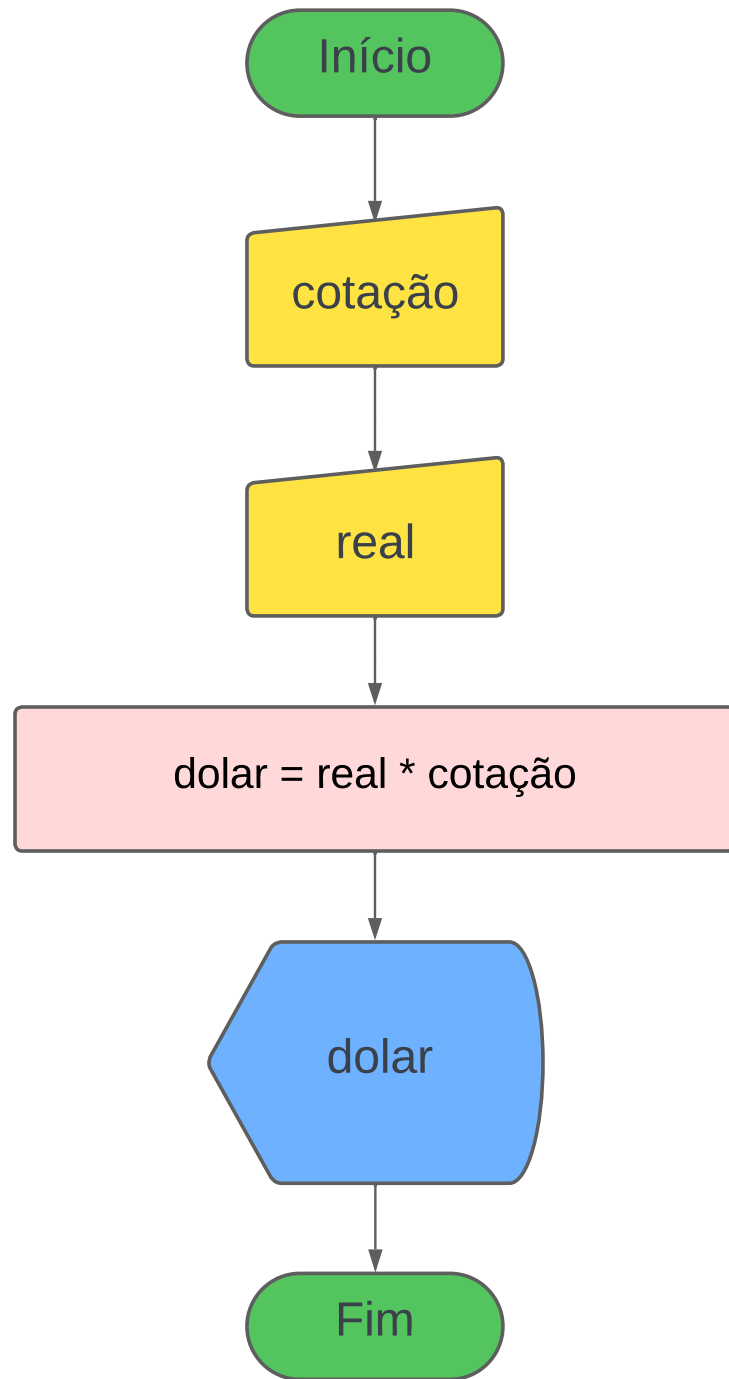 Início
cotação
real
dolar = real * cotação
dolar
Fim